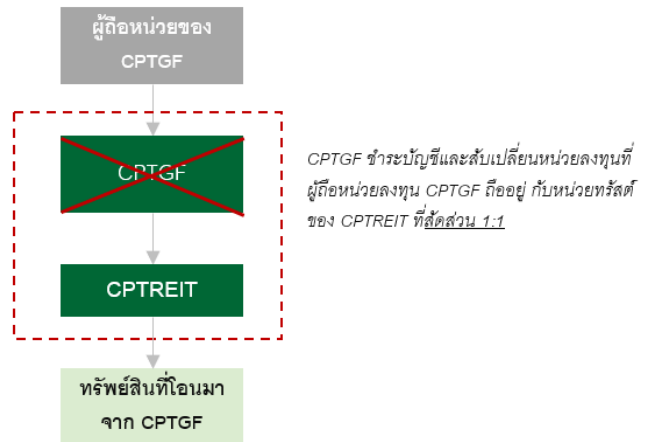 ผู้ถือหน่วยของ
CPTGF
CPTGF
CPTGF ชำระบัญชีและสับเปลี่ยนหน่วยลงทุนที่
ผู้ถือหน่วยลงทุน CPTGF ถืออยู่ กับหน่วยทรัสต์
ของ CPTREIT ที่สัดส่วน 1:1
CPTREIT
ทรัพย์สินที่โอนมา
จาก CPTGF